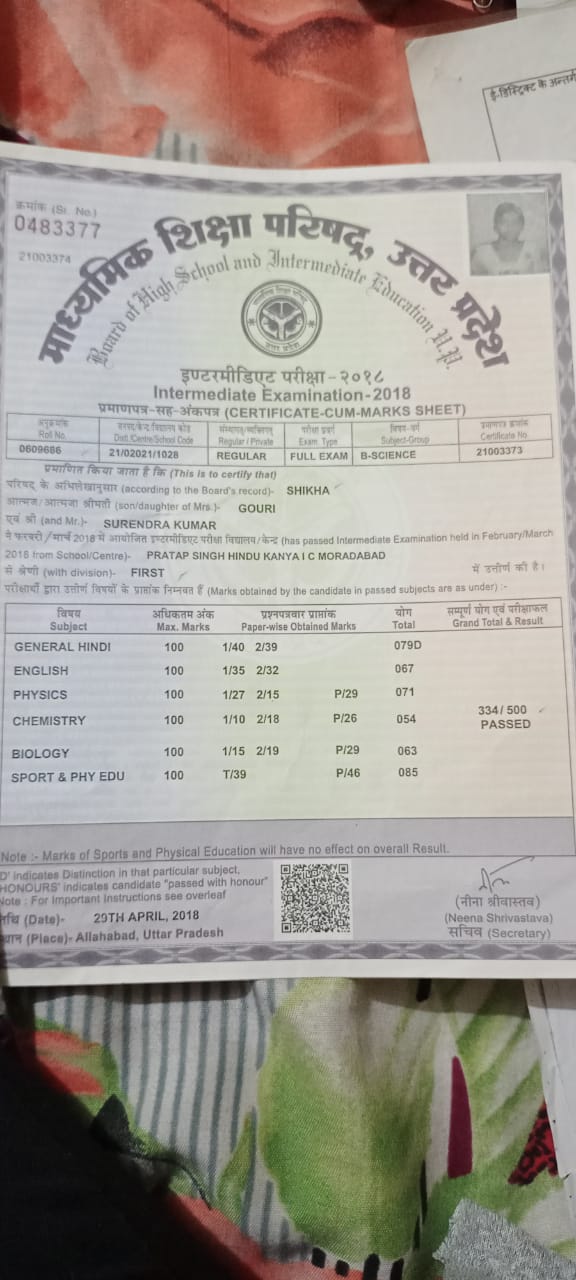 ई-डिस्ट्रिक्ट के अन्तर्ग
क्रमांक (Sr. No.)
0483377
21003374
माध्यमिक शिक्षा परिषद्, उत्तर प्रदेश
Board of High School and Intermediate Education U.P.
इण्टरमीडिएट परीक्षा-२०१८
Intermediate Examination-2018
प्रमाणपत्र-सह-अंकपत्र (CERTIFICATE-CUM-MARKS SHEET)
अनुक्रमांक जनपद/केन्द्र/विद्यालय कोड संस्थागत/व्यक्तिगत परीक्षा प्रकार विषय-वर्ग प्रमाणपत्र क्रमांक
Roll No. Distt./Centre/School Code Regular / Private Exam Type Subject-Group Certificate No.
0609686 21/02021/1028 REGULAR FULL EXAM B-SCIENCE 21003373
प्रमाणित किया जाता है कि (This is to certify that)
परिषद के अभिलेखानुसार (according to the Board's record)- SHIKHA
आत्मज/आत्मजा श्रीमती (son/daughter of Mrs.)- GOURI
एवं श्री (and Mr.)- SURENDRA KUMAR
ने फरवरी/मार्च 2018 में आयोजित इण्टरमीडिएट परीक्षा विद्यालय/केन्द्र (has passed Intermediate Examination held in February/March
2018 from School/Centre)- PRATAP SINGH HINDU KANYA I C MORADABAD
से श्रेणी (with division)- FIRST में उत्तीर्ण की है।
परीक्षार्थी द्वारा उत्तीर्ण विषयों के प्राप्तांक निम्नवत हैं (Marks obtained by the candidate in passed subjects are as under) :-
विषय अधिकतम अंक प्रश्नपत्रवार प्राप्तांक योग सम्पूर्ण योग एवं परीक्षाफल
Subject Max. Marks Paper-wise Obtained Marks Total Grand Total & Result
GENERAL HINDI 100 1/40 2/39 079D
ENGLISH 100 1/35 2/32 067
PHYSICS 100 1/27 2/15 P/29 071
334/500
CHEMISTRY 100 1/10 2/18 P/26 054 PASSED
BIOLOGY 100 1/15 2/19 P/29 063
SPORT & PHY EDU 100 T/39 P/46 085
Note :- Marks of Sports and Physical Education will have no effect on overall Result.
D' indicates Distinction in that particular subject,
HONOURS' indicates candidate "passed with honour"
Note : For Important Instructions see overleaf
तिथि (Date)- 29TH APRIL, 2018
स्थान (Place)- Allahabad, Uttar Pradesh
(नीना श्रीवास्तव)
(Neena Shrivastava)
सचिव (Secretary)